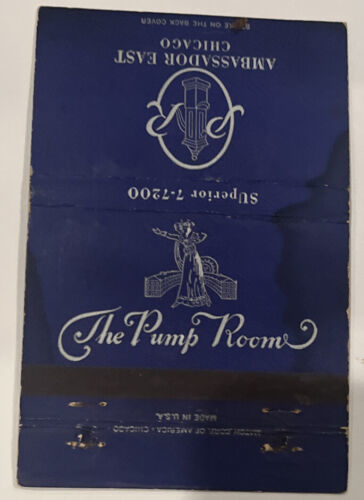 STRIKE ON THE BACK COVER
AMBASSADOR EAST
CHICAGO
P P
SUperior 7-7200
The Pump Room
MATCH CORP. OF AMERICA - CHICAGO
MADE IN U.S.A.